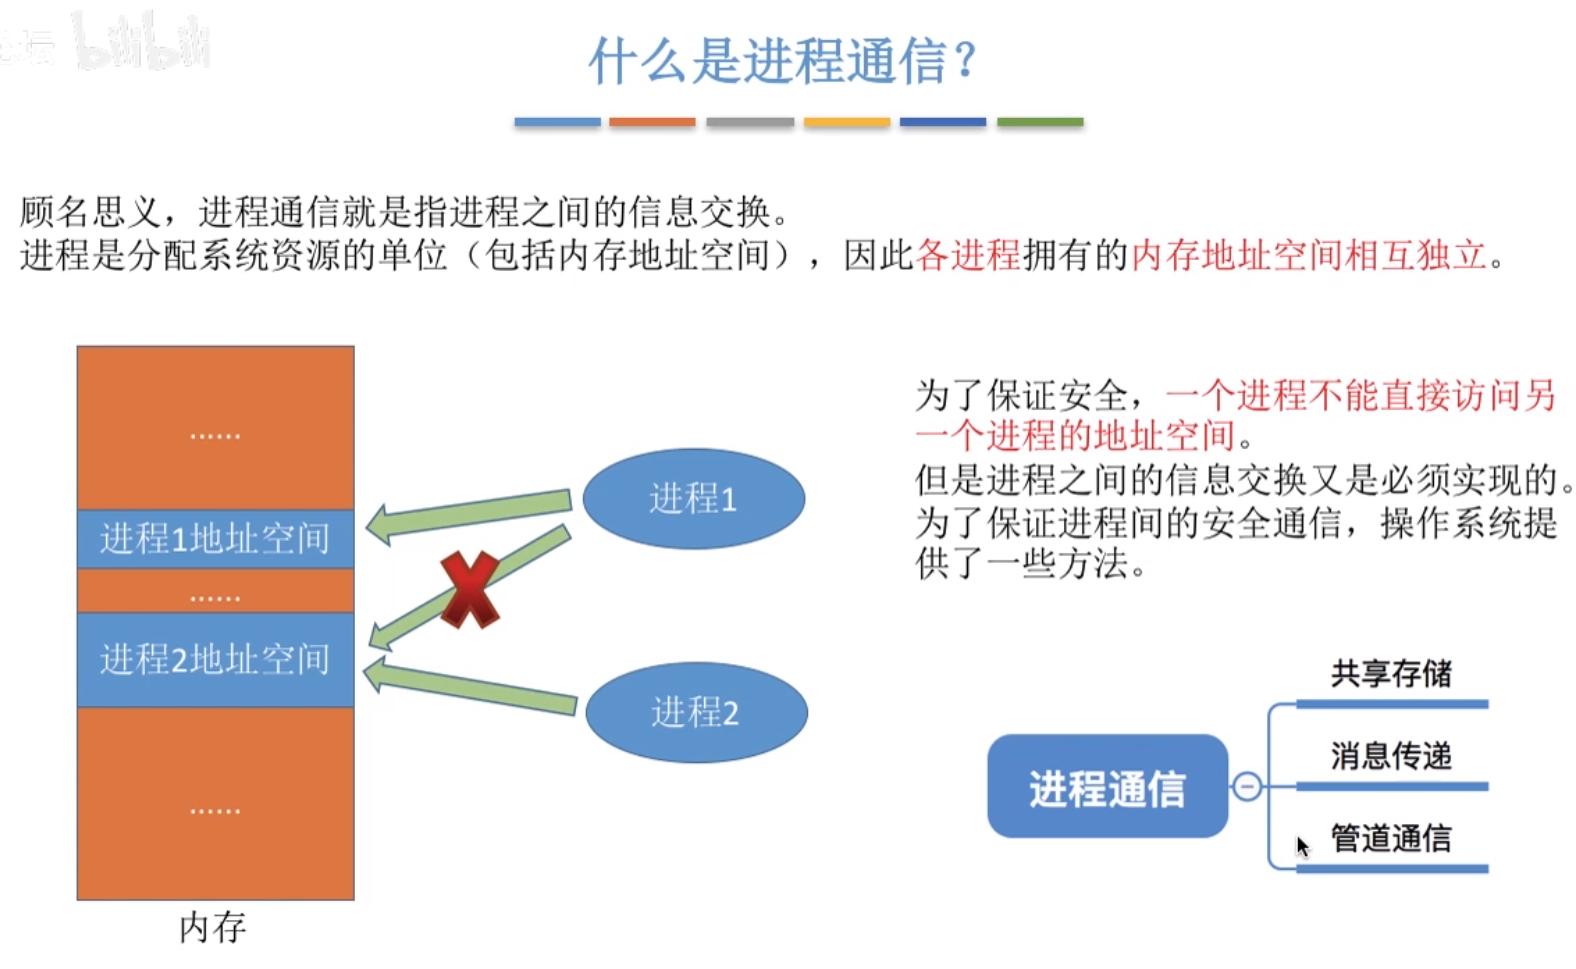 bilibili
什么是进程通信？
顾名思义，进程通信就是指进程之间的信息交换。
进程是分配系统资源的单位（包括内存地址空间），因此各进程拥有的内存地址空间相互独立。
……
进程1地址空间
……
进程2地址空间
……
内存
进程1
进程2
为了保证安全，一个进程不能直接访问另
一个进程的地址空间。
但是进程之间的信息交换又是必须实现的。
为了保证进程间的安全通信，操作系统提
供了一些方法。
进程通信
共享存储
消息传递
管道通信